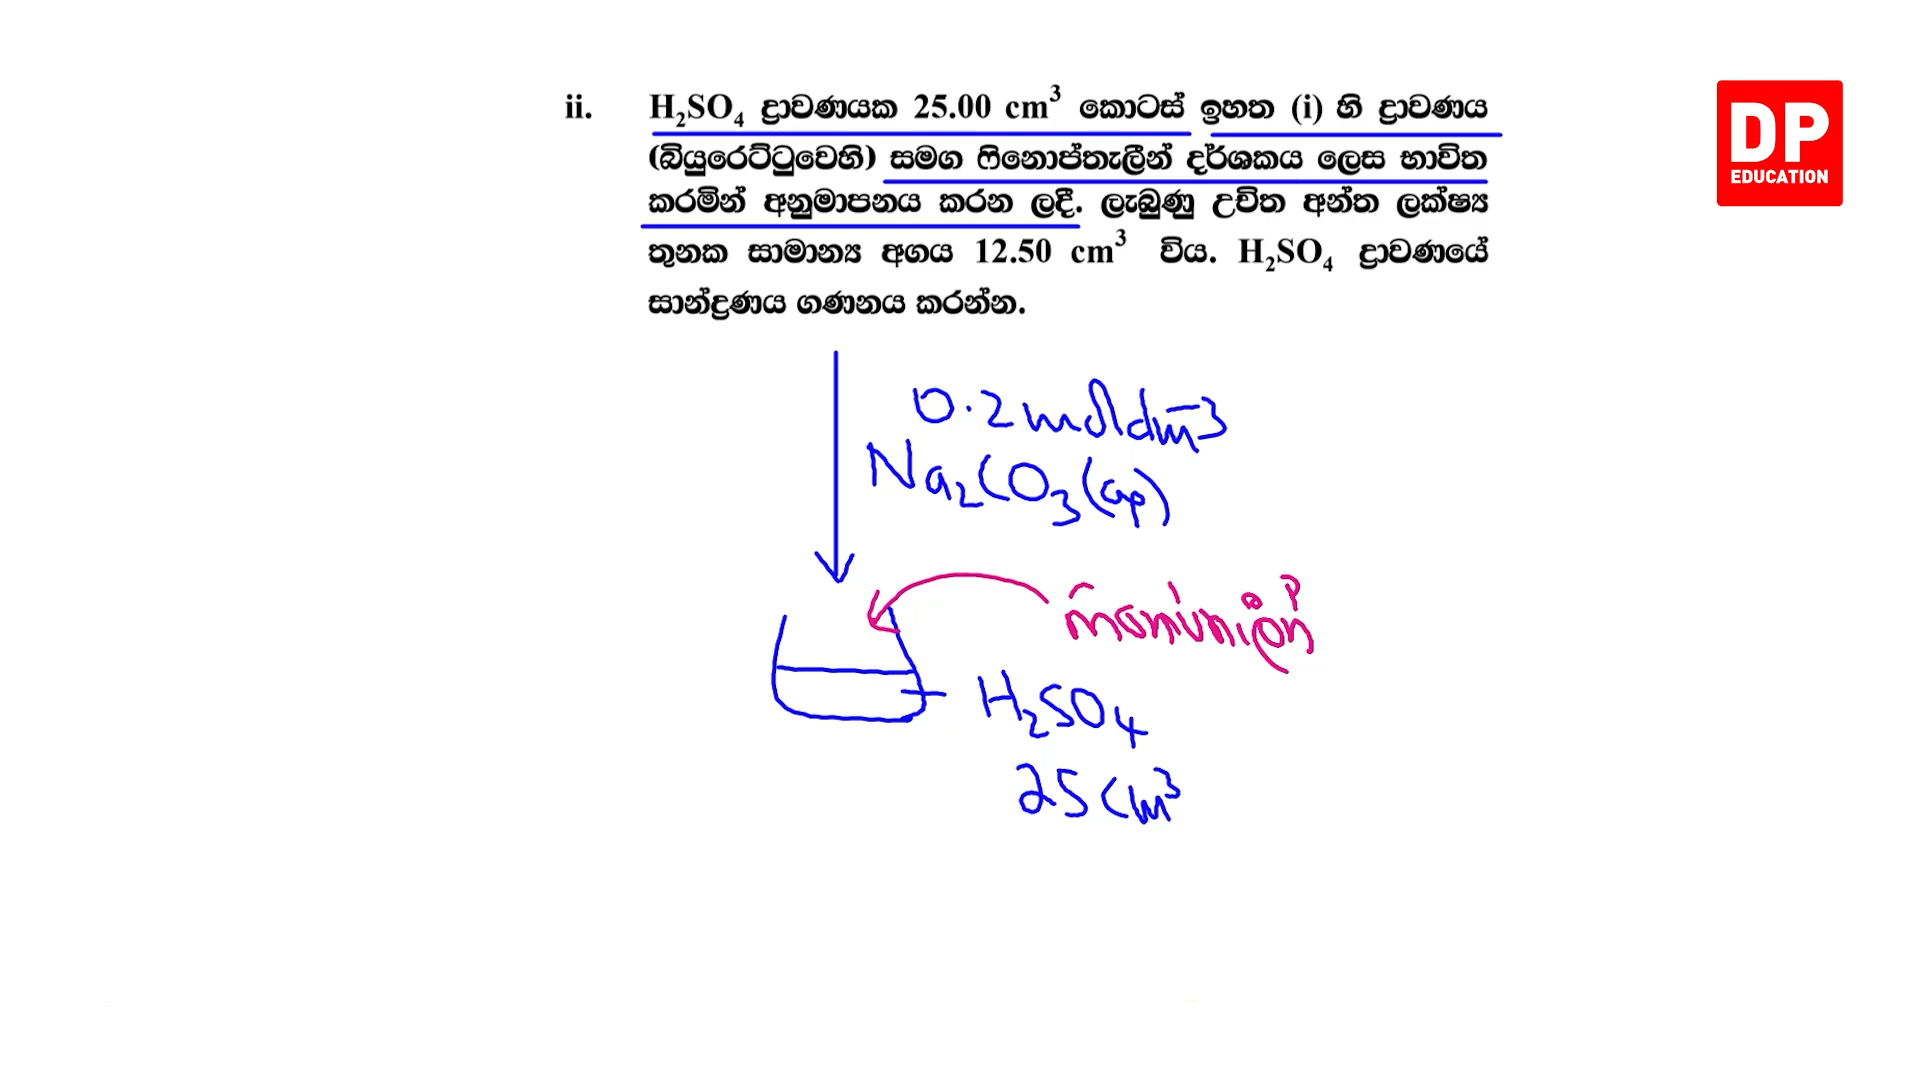 ii. H₂SO₄ ද්‍රාවණයක 25.00 cm³ කොටස් ඉහත (i) හි ද්‍රාවණය
(බියුරෙට්ටුවෙහි) සමග ෆිනොප්තැලීන් දර්ශකය ලෙස භාවිත
කරමින් අනුමාපනය කරන ලදී. ලැබුණු උචිත අන්ත ලක්ෂ්‍ය
තුනක සාමාන්‍ය අගය 12.50 cm³ විය. H₂SO₄ ද්‍රාවණයේ
සාන්ද්‍රණය ගණනය කරන්න.
DP
EDUCATION
0.2 mol dm⁻³
Na₂CO₃(aq)
H₂SO₄
25 cm³